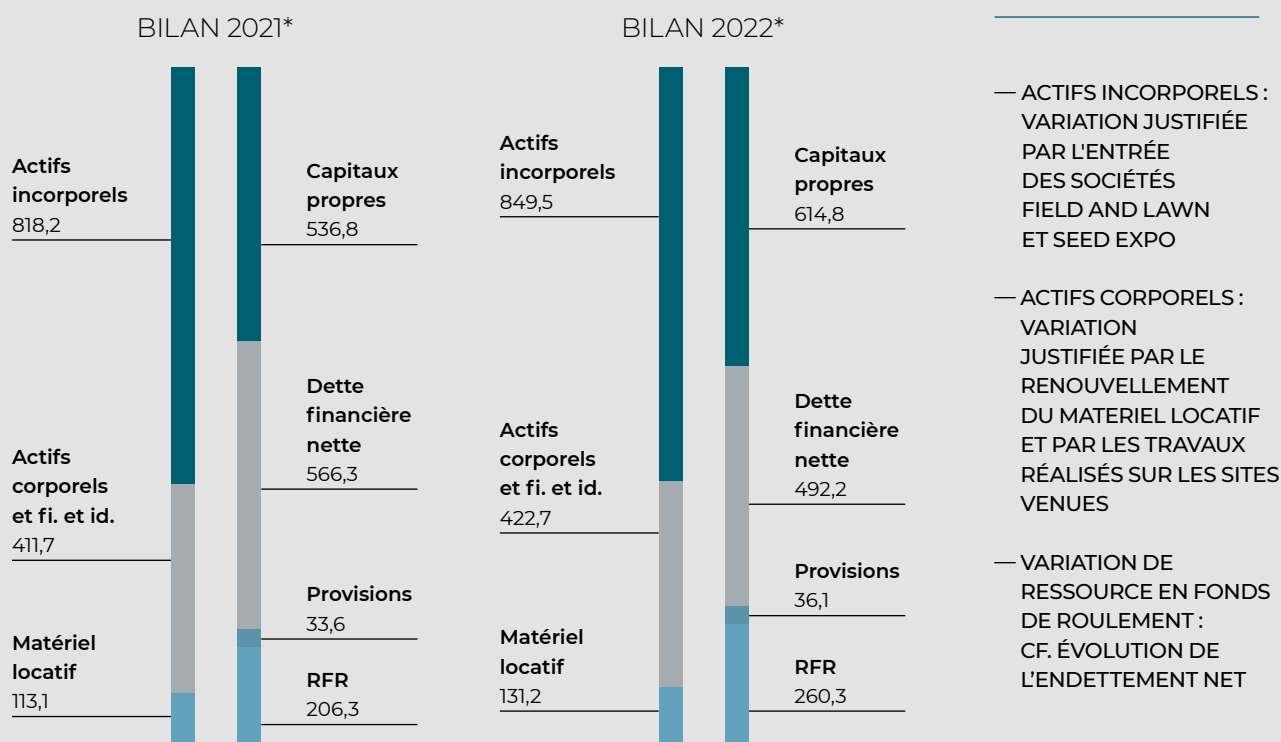 BILAN 2021*
Actifs
incorporels
818,2
Actifs
corporels
et fi. et id.
411,7
Matériel
locatif
113,1
Capitaux
propres
536,8
Dette
financière
nette
566,3
Provisions
33,6
RFR
206,3
BILAN 2022*
Actifs
incorporels
849,5
Actifs
corporels
et fi. et id.
422,7
Matériel
locatif
131,2
Capitaux
propres
614,8
Dette
financière
nette
492,2
Provisions
36,1
RFR
260,3
— ACTIFS INCORPORELS :
VARIATION JUSTIFIÉE
PAR L'ENTRÉE
DES SOCIÉTÉS
FIELD AND LAWN
ET SEED EXPO
— ACTIFS CORPORELS :
VARIATION
JUSTIFIÉE PAR LE
RENOUVELLEMENT
DU MATERIEL LOCATIF
ET PAR LES TRAVAUX
RÉALISÉS SUR LES SITES
VENUES
— VARIATION DE
RESSOURCE EN FONDS
DE ROULEMENT :
CF. ÉVOLUTION DE
L’ENDETTEMENT NET